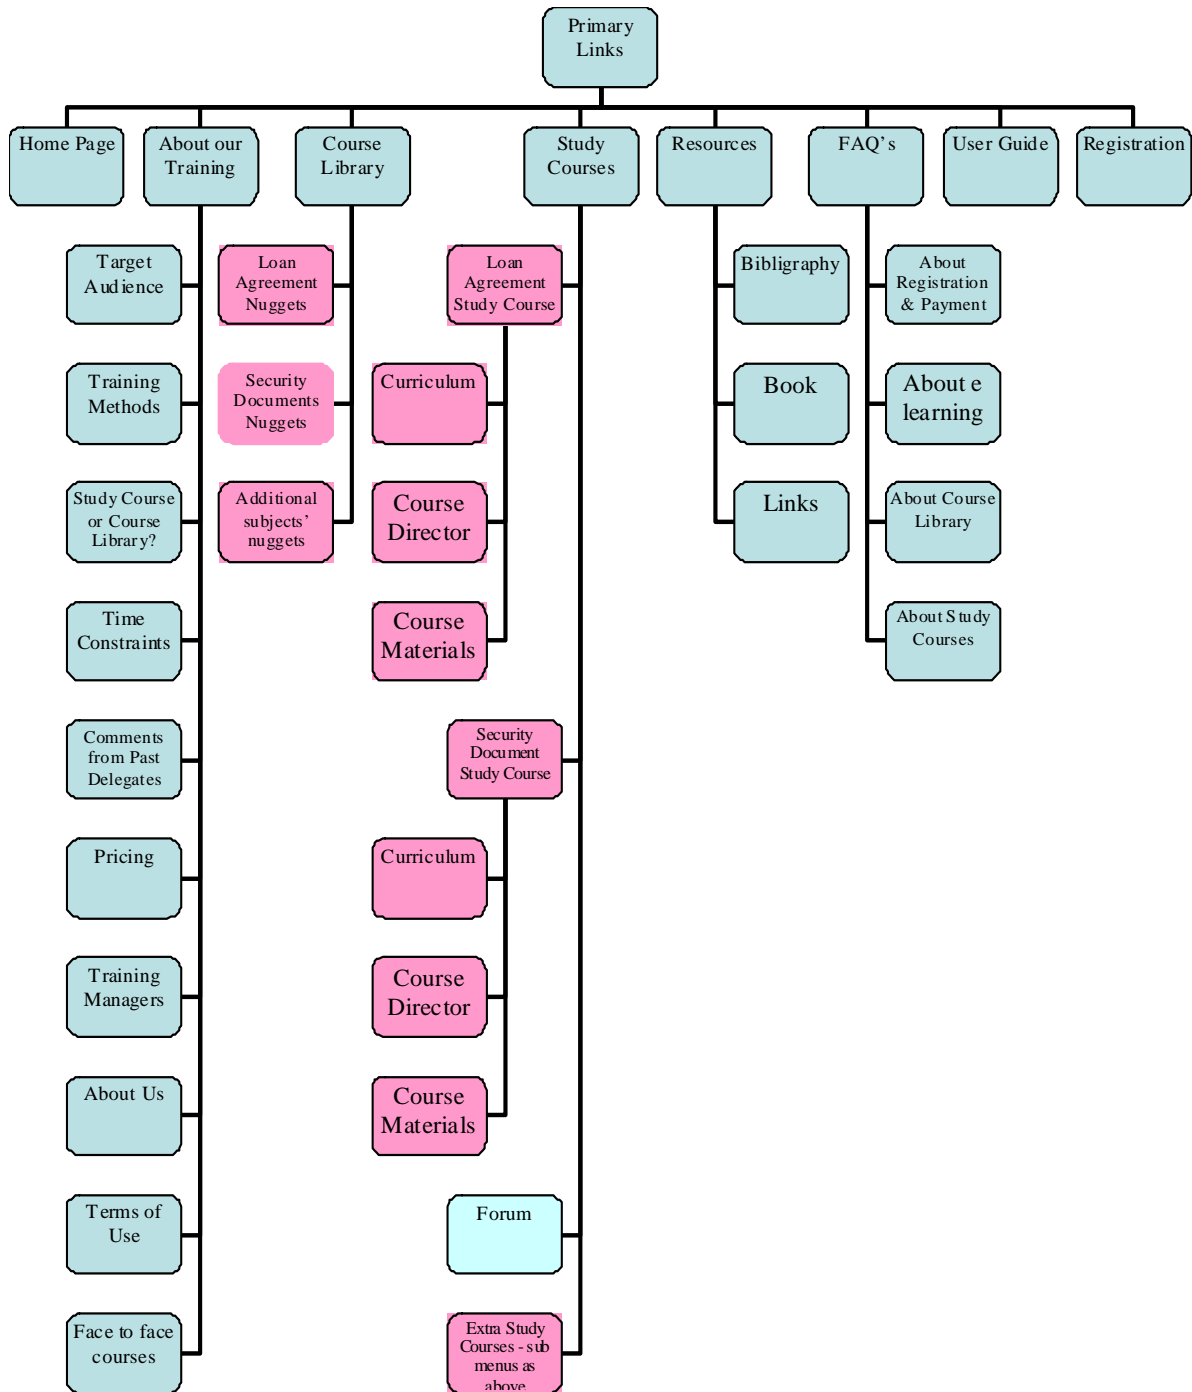 Primary
Links
Home Page
About our
Training
Course
Library
Study
Courses
Resources
FAQ's
User Guide
Registration
Target
Audience
Training
Methods
Study Course
or Course
Library?
Time
Constraints
Comments
from Past
Delegates
Pricing
Training
Managers
About Us
Terms of
Use
Face to face
courses
Loan
Agreement
Nuggets
Security
Documents
Nuggets
Additional
subjects'
nuggets
Loan
Agreement
Study Course
Curriculum
Course
Director
Course
Materials
Security
Document
Study Course
Curriculum
Course
Director
Course
Materials
Forum
Extra Study
Courses - sub
menus as
above
Bibligraphy
Book
Links
About
Registration
& Payment
About e
learning
About Course
Library
About Study
Courses